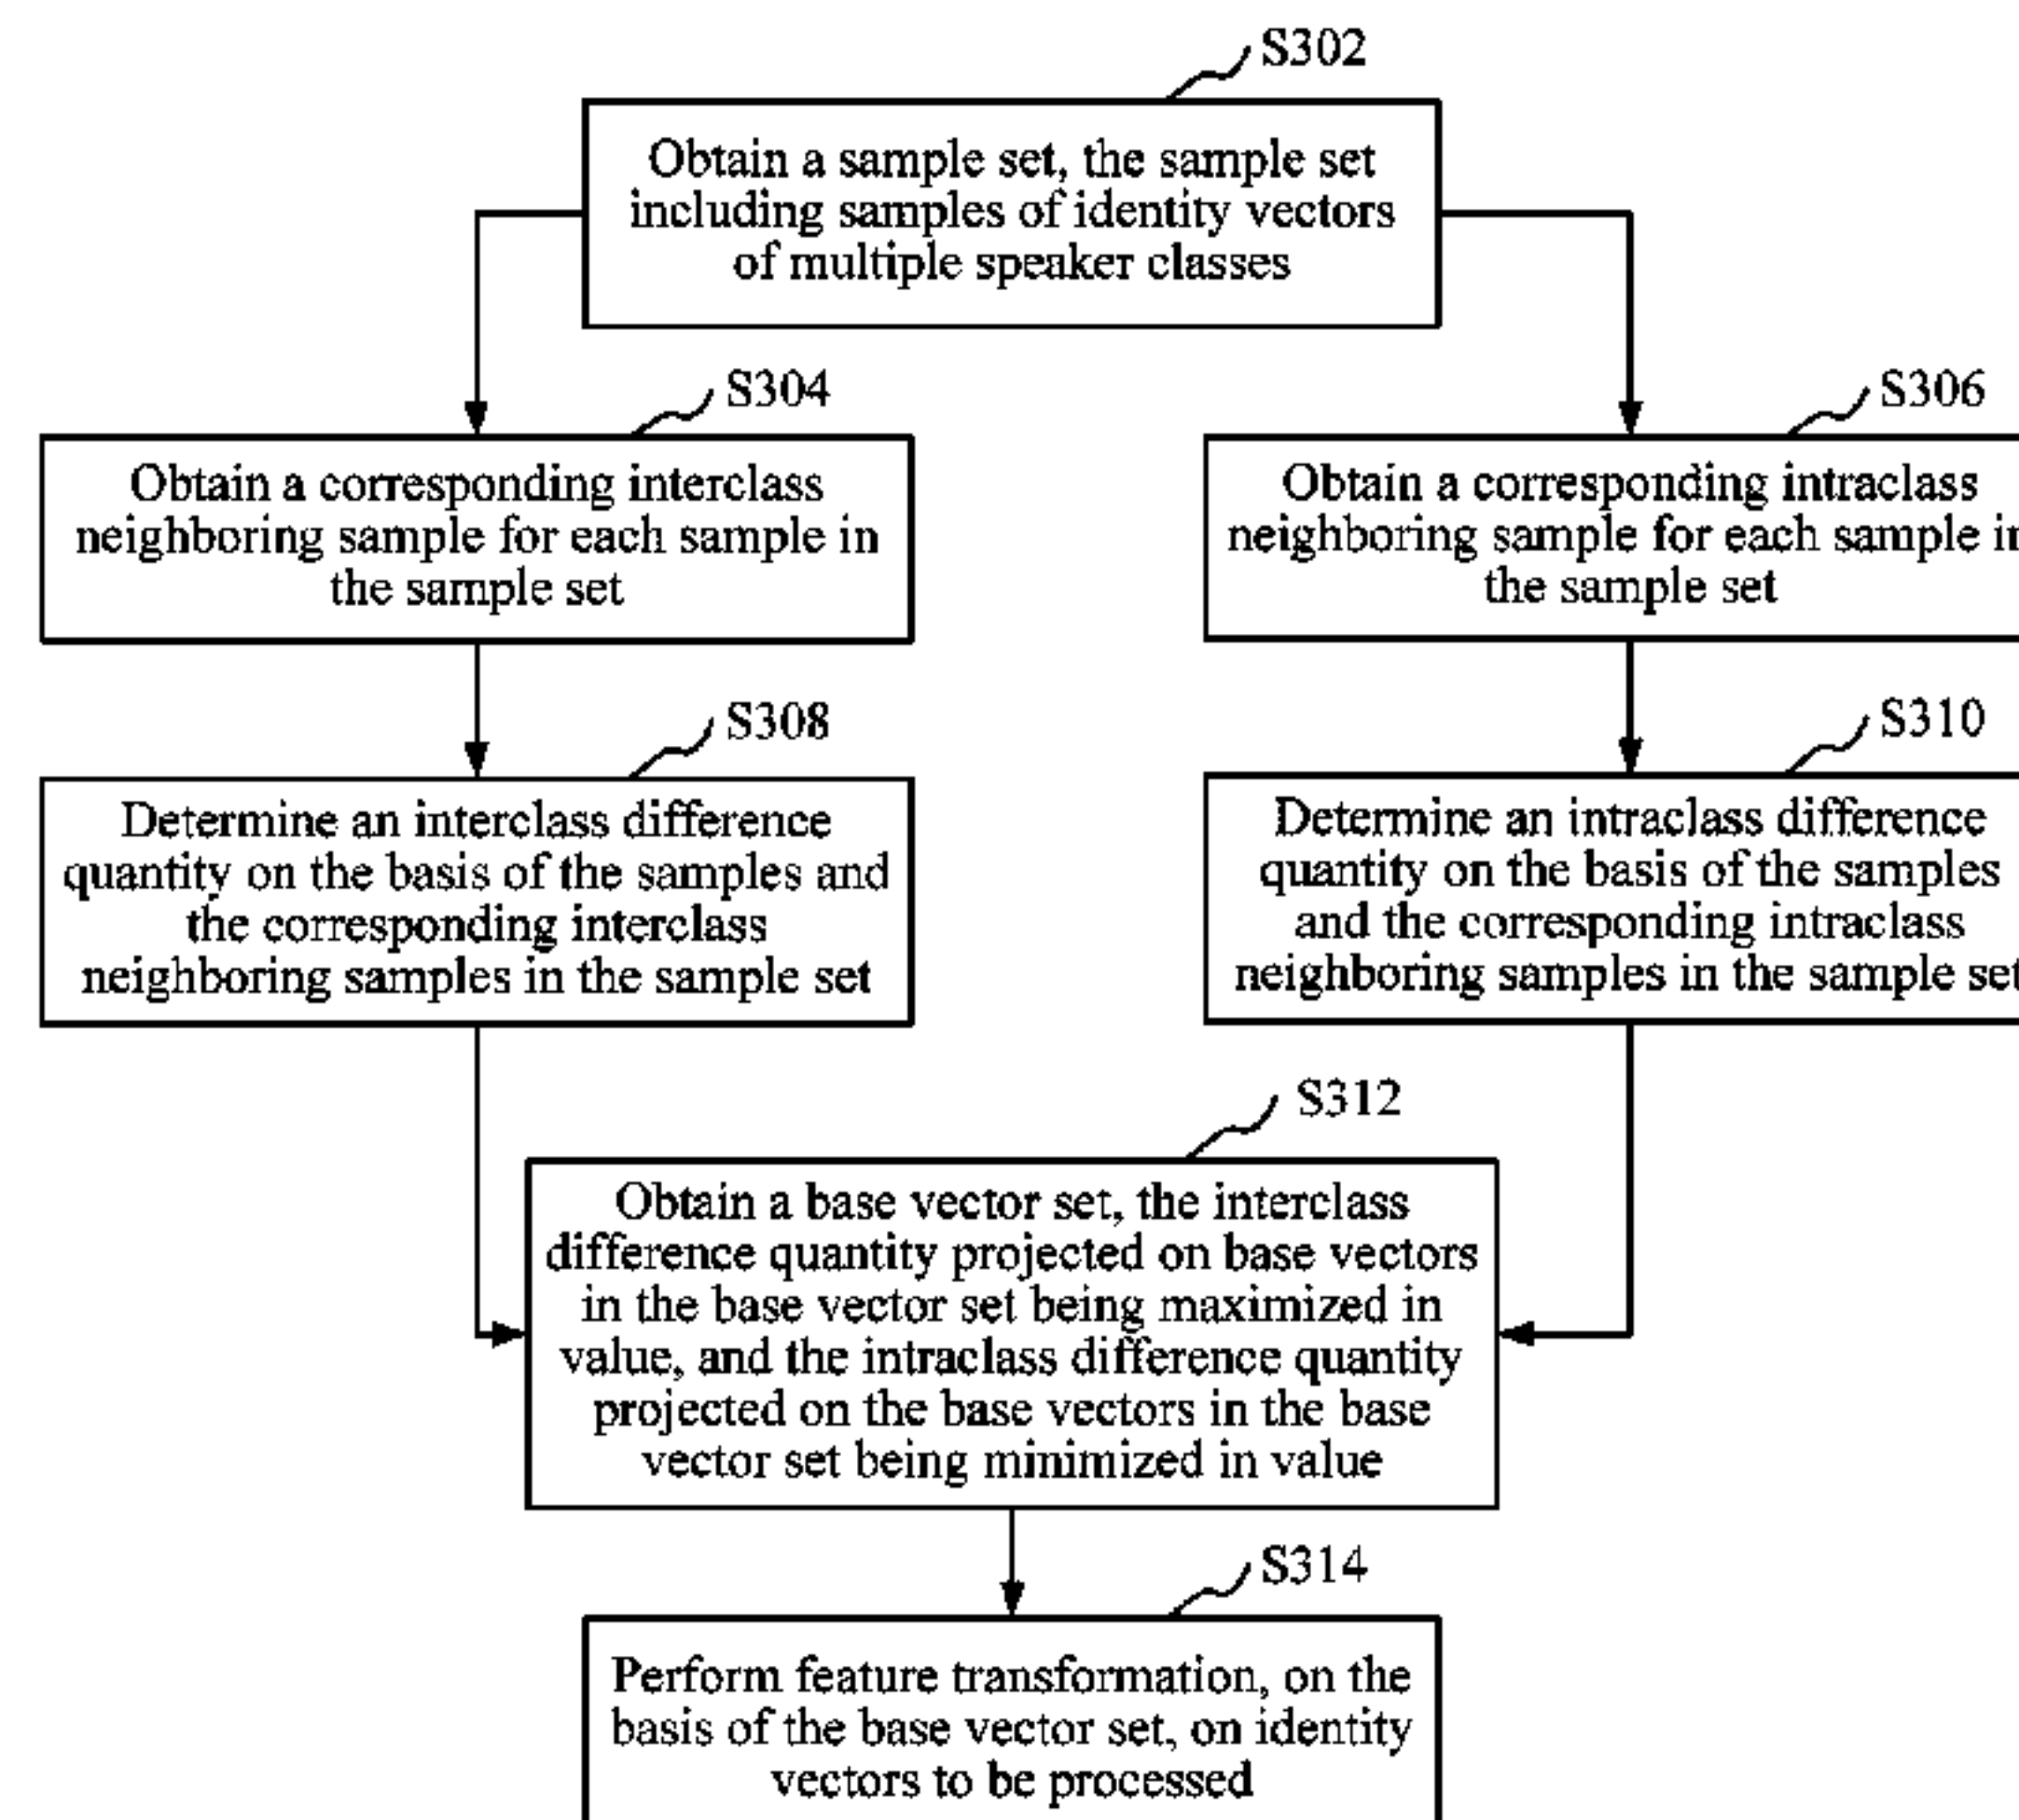 S302
Obtain a sample set, the sample set
including samples of identity vectors
of multiple speaker classes
S304
Obtain a corresponding interclass
neighboring sample for each sample in
the sample set
S306
Obtain a corresponding intraclass
neighboring sample for each sample in
the sample set
S308
Determine an interclass difference
quantity on the basis of the samples and
the corresponding interclass
neighboring samples in the sample set
S310
Determine an intraclass difference
quantity on the basis of the samples
and the corresponding intraclass
neighboring samples in the sample set
S312
Obtain a base vector set, the interclass
difference quantity projected on base vectors
in the base vector set being maximized in
value, and the intraclass difference quantity
projected on the base vectors in the base
vector set being minimized in value
S314
Perform feature transformation, on the
basis of the base vector set, on identity
vectors to be processed